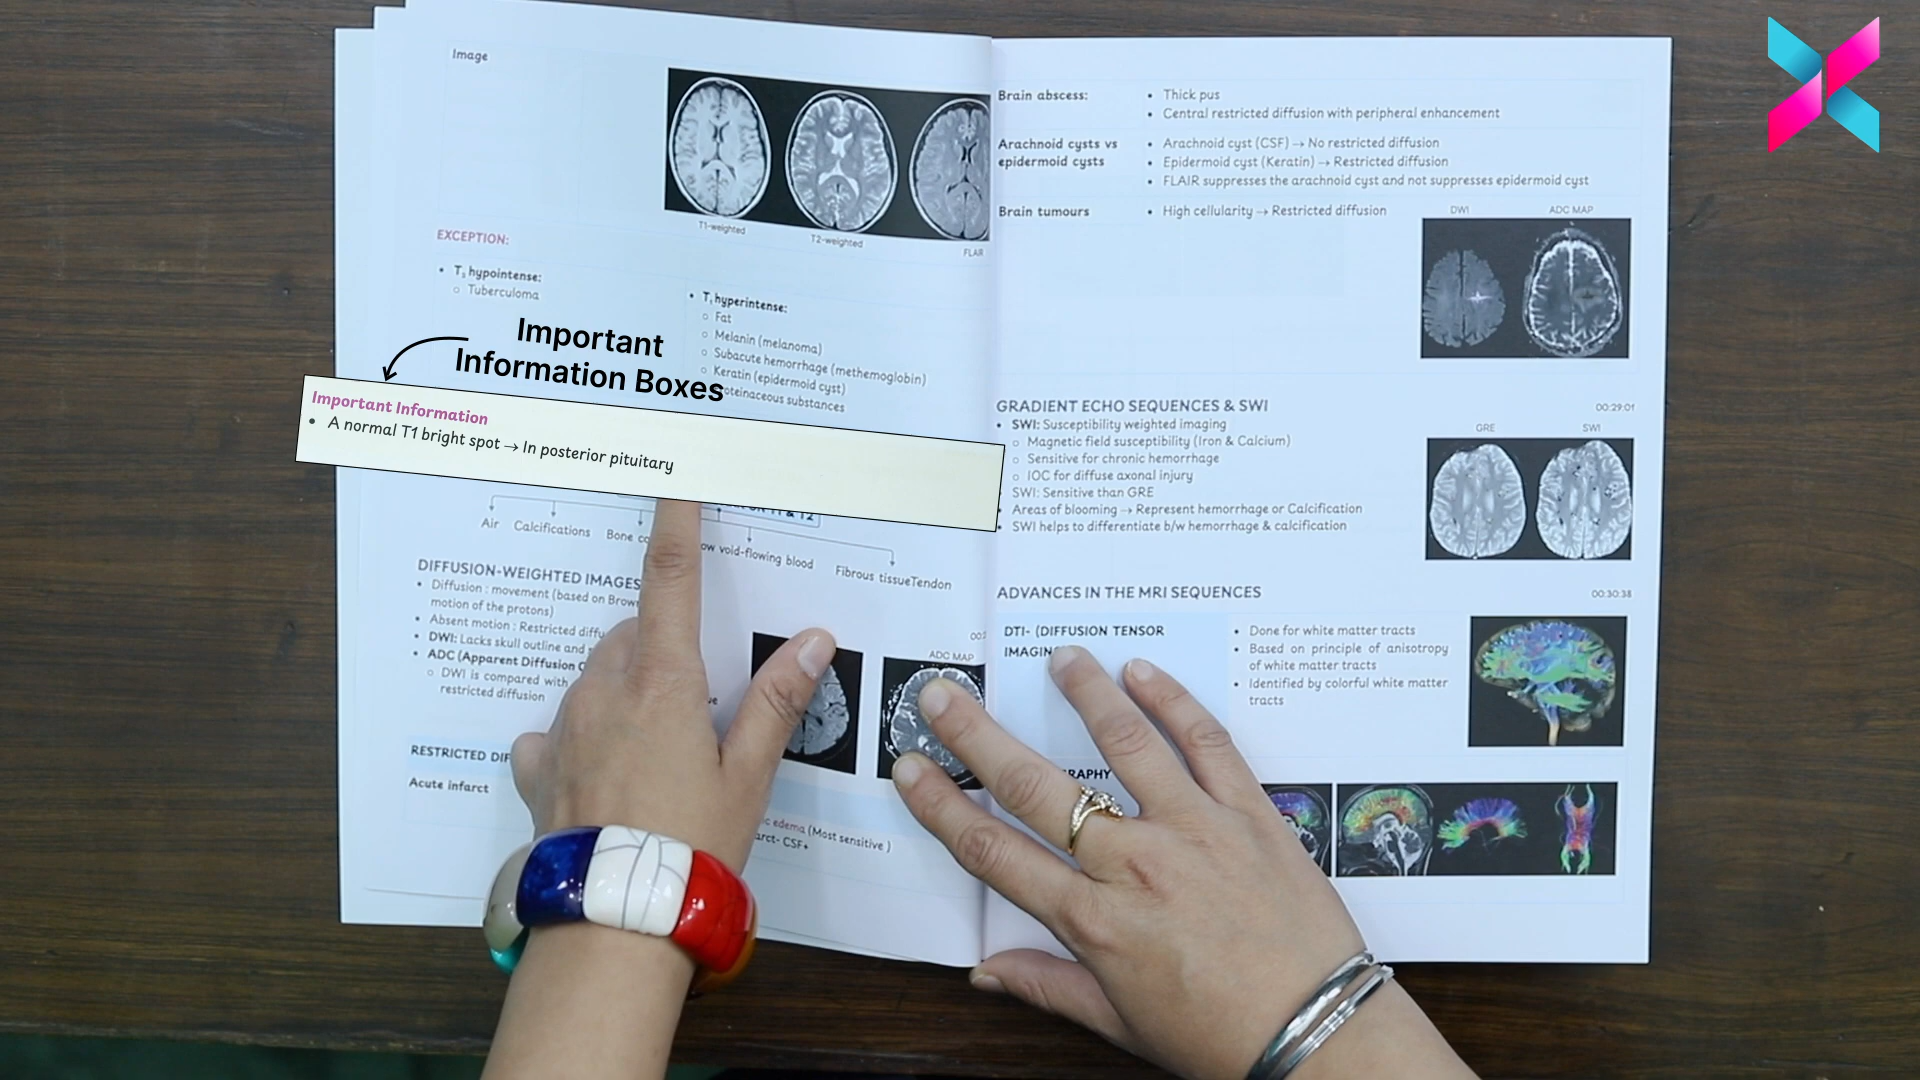 Image
T1-weighted
T2-weighted
FLAIR
EXCEPTION:
• T2 hypointense:
○ Tuberculoma
• T1 hyperintense:
○ Fat
○ Melanin (melanoma)
○ Subacute hemorrhage (methemoglobin)
○ Keratin (epidermoid cyst)
oteinaceous substances
Important
Information Boxes
Important Information
• A normal T1 bright spot → In posterior pituitary
T1 & T2
Air
Calcifications
Bone
ow void-flowing blood
Fibrous tissueTendon
DIFFUSION-WEIGHTED IMAGES
• Diffusion : movement (based on Brow
motion of the protons)
• Absent motion : Restricted diffu
• DWI: Lacks skull outline and
• ADC (Apparent Diffusion C
○ DWI is compared with
restricted diffusion
ADC MAP
RESTRICTED DIF
Acute infarct
c edema (Most sensitive )
arct- CSF+
Brain abscess:
• Thick pus
• Central restricted diffusion with peripheral enhancement
Arachnoid cysts vs
epidermoid cysts
• Arachnoid cyst (CSF) → No restricted diffusion
• Epidermoid cyst (Keratin) → Restricted diffusion
• FLAIR suppresses the arachnoid cyst and not suppresses epidermoid cyst
Brain tumours
• High cellularity → Restricted diffusion
DWI
ADC MAP
GRADIENT ECHO SEQUENCES & SWI
00:29:01
• SWI: Susceptibility weighted imaging
○ Magnetic field susceptibility (Iron & Calcium)
○ Sensitive for chronic hemorrhage
○ IOC for diffuse axonal injury
SWI: Sensitive than GRE
Areas of blooming → Represent hemorrhage or Calcification
• SWI helps to differentiate b/w hemorrhage & calcification
GRE
SWI
ADVANCES IN THE MRI SEQUENCES
00:30:38
DTI- (DIFFUSION TENSOR
IMAGIN
• Done for white matter tracts
• Based on principle of anisotropy
of white matter tracts
• Identified by colorful white matter
tracts
RAPHY